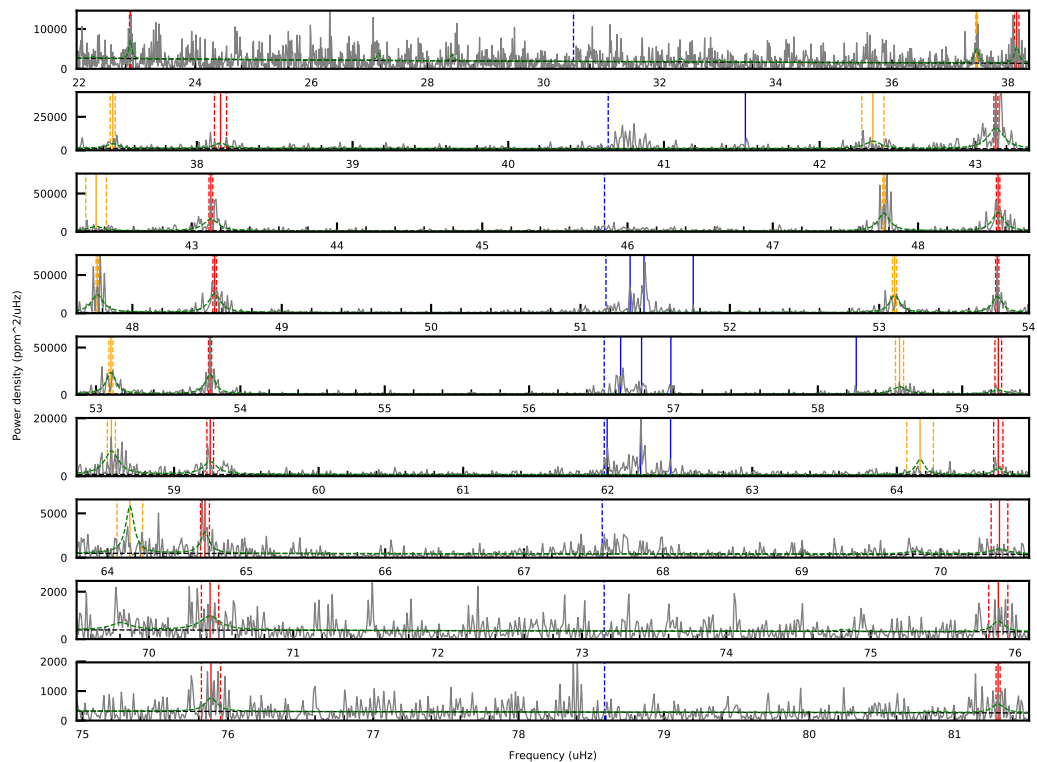 10000
0
22 24 26 28 30 32 34 36 38
25000
0
38 39 40 41 42 43
50000
0
43 44 45 46 47 48
50000
0
48 49 50 51 52 53 54
50000
0
53 54 55 56 57 58 59
20000
0
59 60 61 62 63 64
5000
0
64 65 66 67 68 69 70
2000
0
70 71 72 73 74 75 76
2000
1000
0
75 76 77 78 79 80 81
Power density (ppm^2/uHz)
Frequency (uHz)